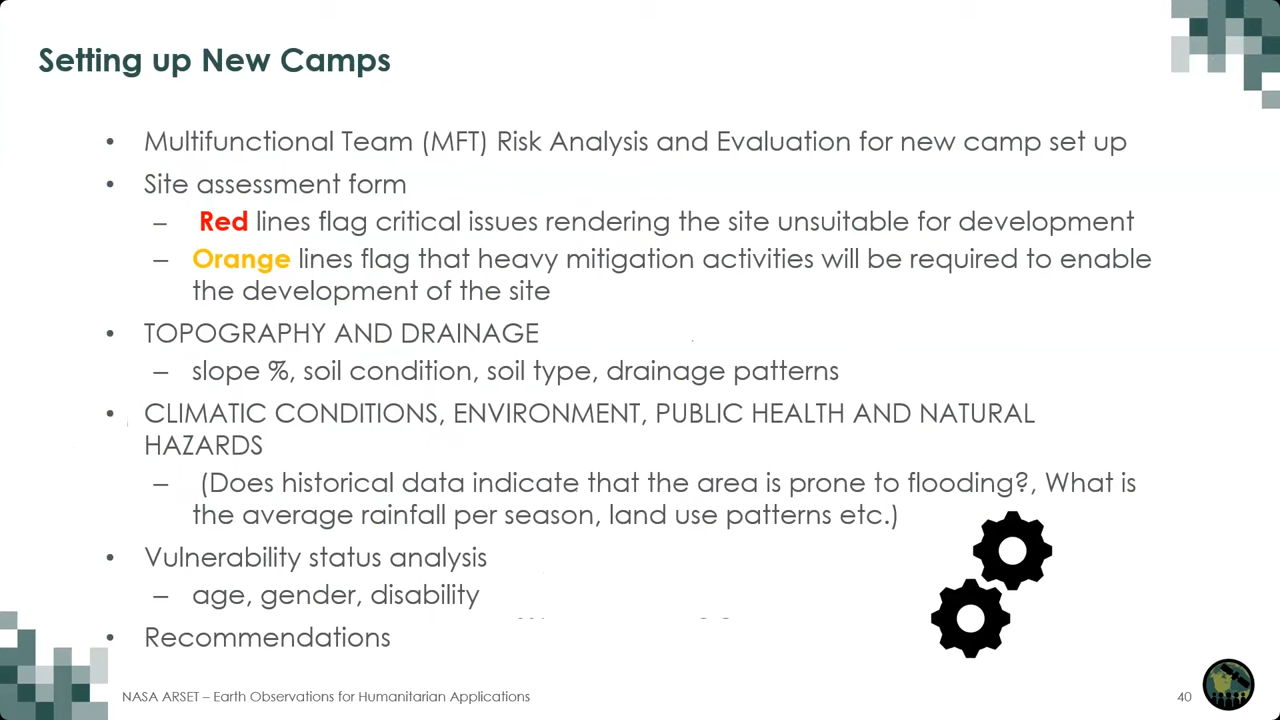 Setting up New Camps
• Multifunctional Team (MFT) Risk Analysis and Evaluation for new camp set up
• Site assessment form
– Red lines flag critical issues rendering the site unsuitable for development
– Orange lines flag that heavy mitigation activities will be required to enable
the development of the site
• TOPOGRAPHY AND DRAINAGE
– slope %, soil condition, soil type, drainage patterns
• CLIMATIC CONDITIONS, ENVIRONMENT, PUBLIC HEALTH AND NATURAL
HAZARDS
– (Does historical data indicate that the area is prone to flooding?, What is
the average rainfall per season, land use patterns etc.)
• Vulnerability status analysis
– age, gender, disability
• Recommendations
NASA ARSET – Earth Observations for Humanitarian Applications
40